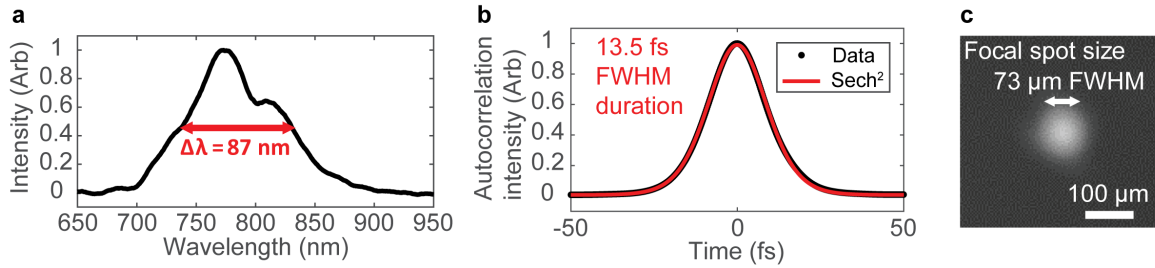 a
Intensity (Arb)
1
0.8
0.6
0.4
0.2
0
Δλ = 87 nm
650 700 750 800 850 900 950
Wavelength (nm)
b
Autocorrelation
intensity (Arb)
1
0.8
0.6
0.4
0.2
0
13.5 fs
FWHM
duration
Data
Sech²
-50 0 50
Time (fs)
c
Focal spot size
73 µm FWHM
100 µm